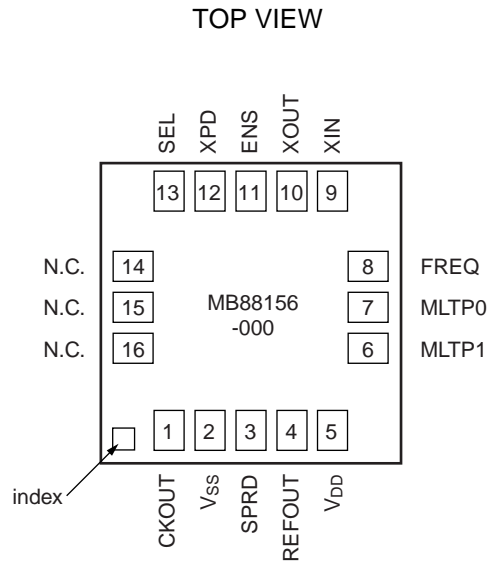 TOP VIEW
SEL
XPD
ENS
XOUT
XIN
13
12
11
10
9
N.C.
14
8
FREQ
N.C.
15
MB88156
-000
7
MLTP0
N.C.
16
6
MLTP1
1
2
3
4
5
index
CKOUT
VSS
SPRD
REFOUT
VDD